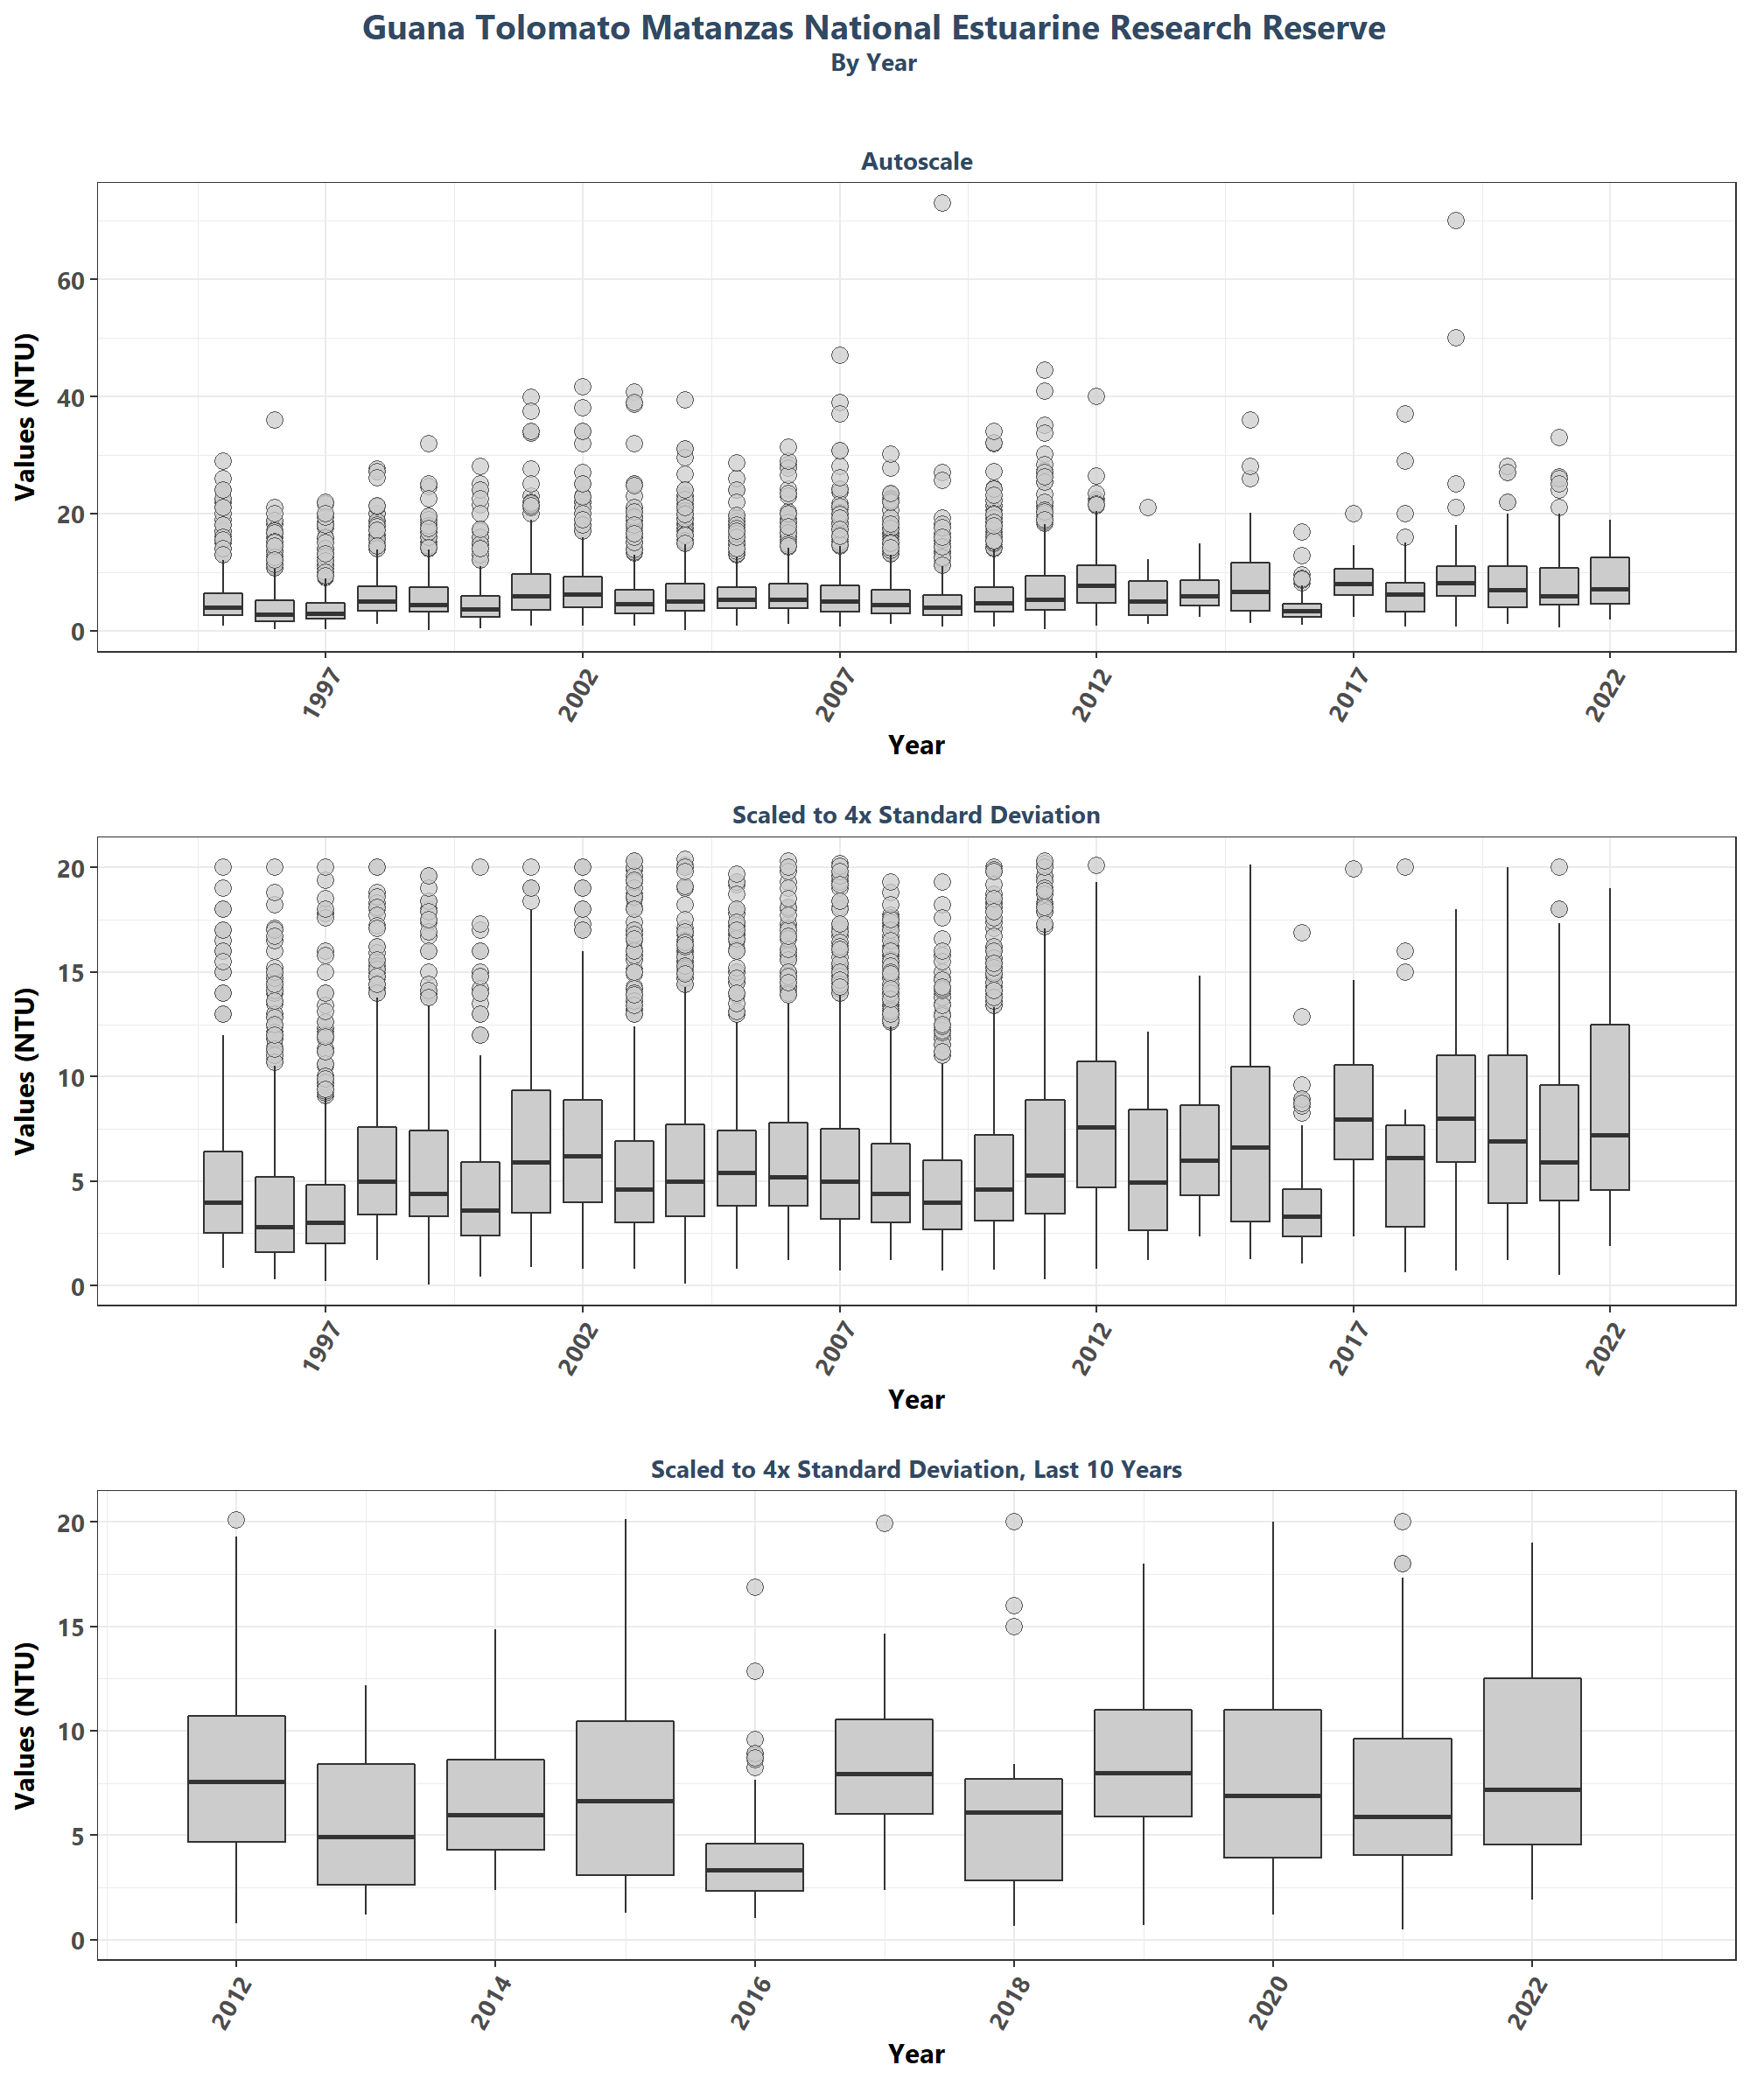 Guana Tolomato Matanzas National Estuarine Research Reserve
By Year
Autoscale
Values (NTU)
60
40
20
0
1997
2002
2007
2012
2017
2022
Year
Scaled to 4x Standard Deviation
Values (NTU)
20
15
10
5
0
1997
2002
2007
2012
2017
2022
Year
Scaled to 4x Standard Deviation, Last 10 Years
Values (NTU)
20
15
10
5
0
2012
2014
2016
2018
2020
2022
Year